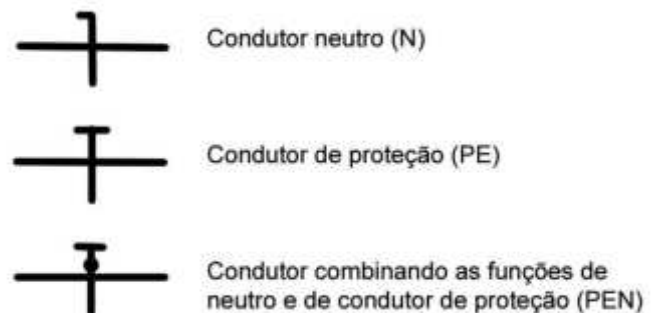 Condutor neutro (N)
Condutor de proteção (PE)
Condutor combinando as funções de
neutro e de condutor de proteção (PEN)